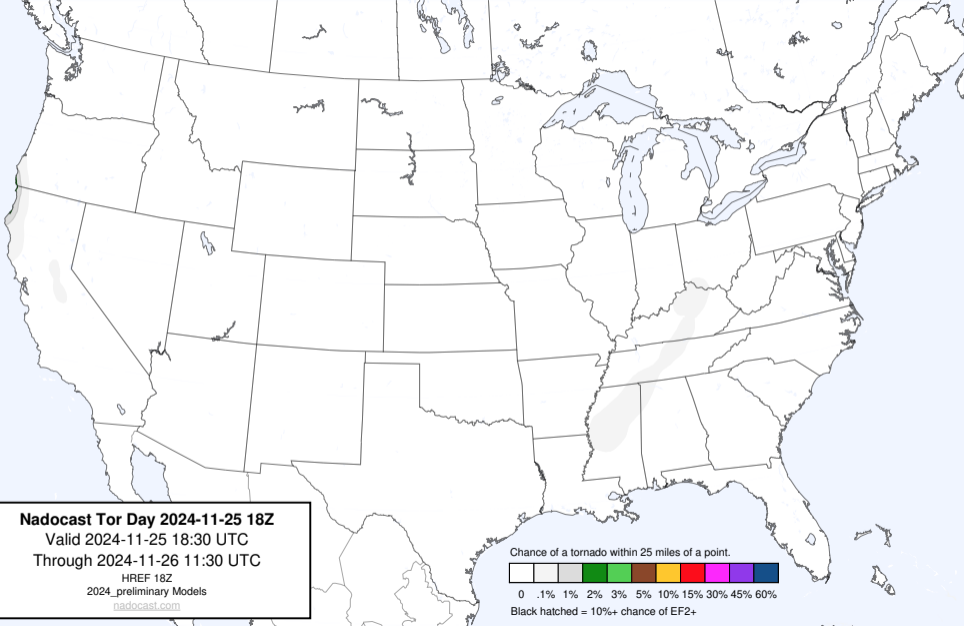 Nadocast Tor Day 2024-11-25 18Z
Valid 2024-11-25 18:30 UTC
Through 2024-11-26 11:30 UTC
HREF 18Z
2024_preliminary Models
nadocast.com
Chance of a tornado within 25 miles of a point.
0 .1% 1% 2% 3% 5% 10% 15% 30% 45% 60%
Black hatched = 10%+ chance of EF2+